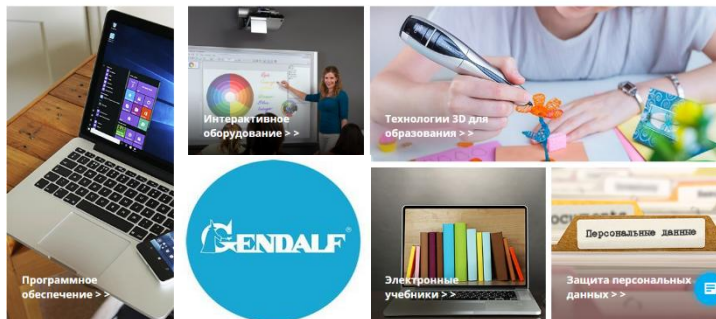 Интерактивное
оборудование > >
Технологии 3D для
образования > >
GENDALF®
Программное
обеспечение > >
Электронные
учебники > >
Персональные данные
Защита персональных
данных > >